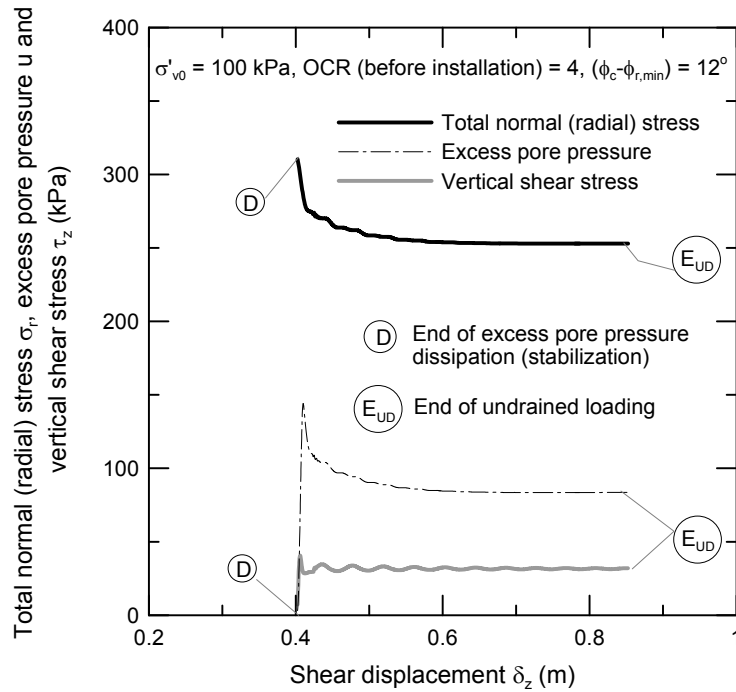 400
300
200
100
0
0.2
0.4
0.6
0.8
1
Total normal (radial) stress σr, excess pore pressure u and
vertical shear stress τz (kPa)
Shear displacement δz (m)
σ'v0 = 100 kPa, OCR (before installation) = 4, (ϕc-ϕr,min) = 12°
Total normal (radial) stress
Excess pore pressure
Vertical shear stress
D
EUD
D End of excess pore pressure
dissipation (stabilization)
EUD End of undrained loading
D
EUD